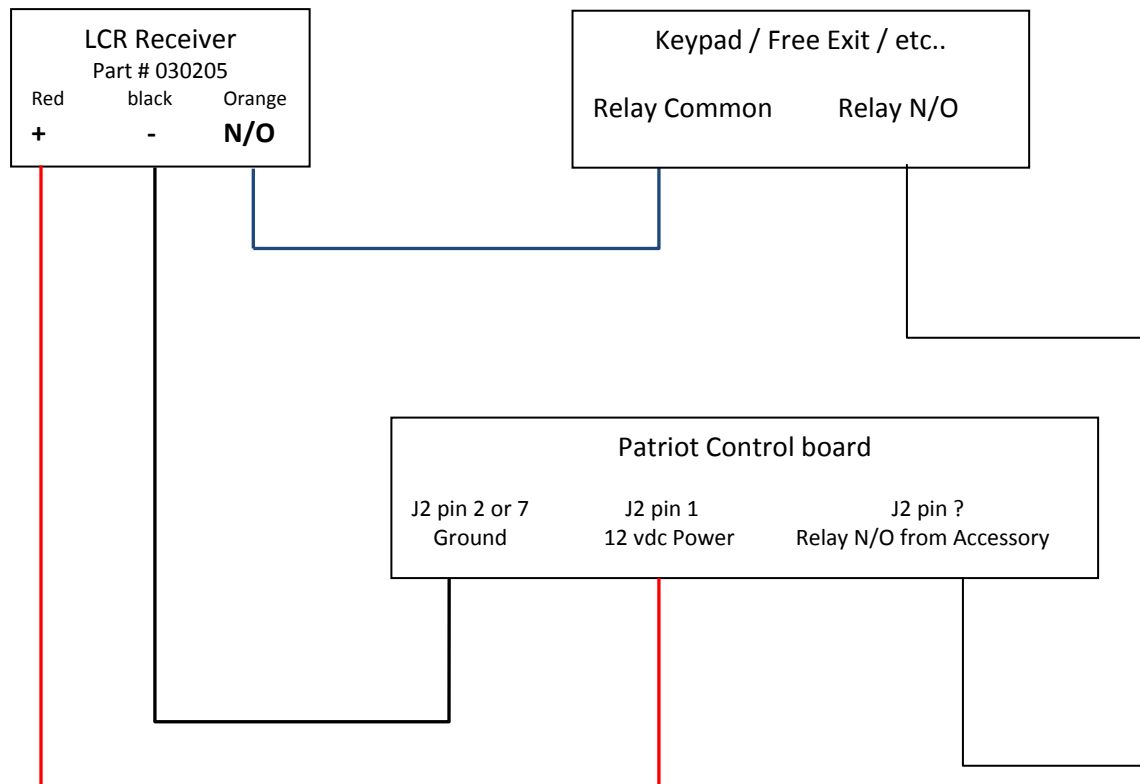 LCR Receiver
Part # 030205
Red black Orange
+ - N/O
Keypad / Free Exit / etc..
Relay Common Relay N/O
Patriot Control board
J2 pin 2 or 7 J2 pin 1 J2 pin ?
Ground 12 vdc Power Relay N/O from Accessory